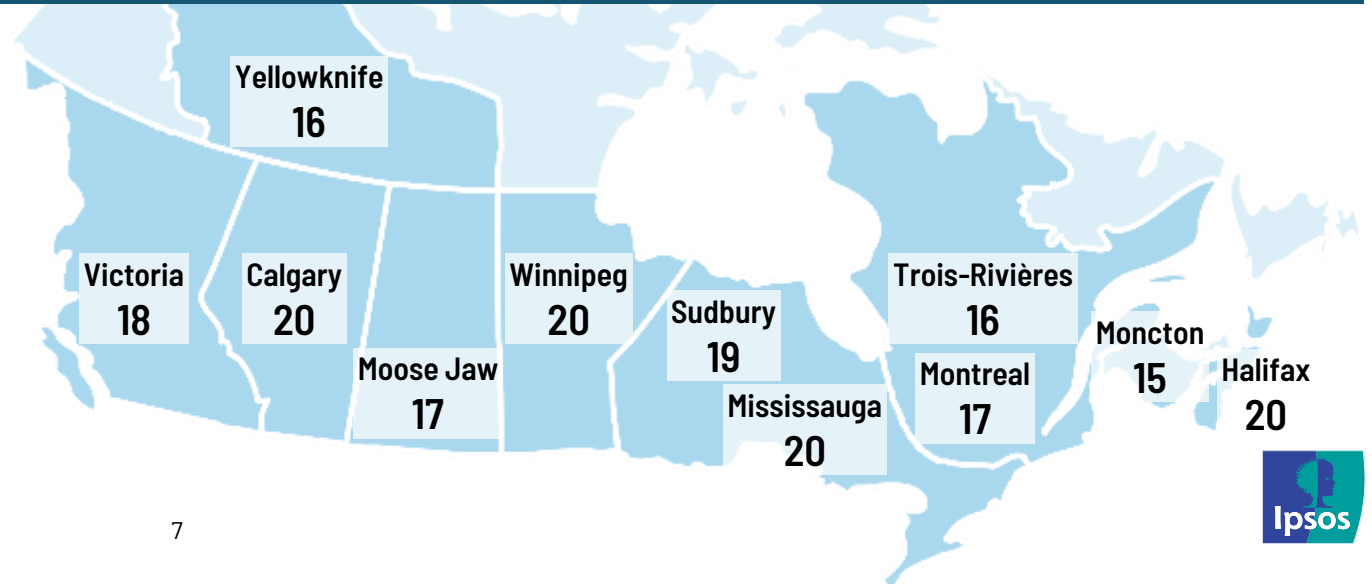 Yellowknife
16
Victoria
18
Calgary
20
Moose Jaw
17
Winnipeg
20
Sudbury
19
Mississauga
20
Trois-Rivières
16
Montreal
17
Moncton
15
Halifax
20
7
Ipsos